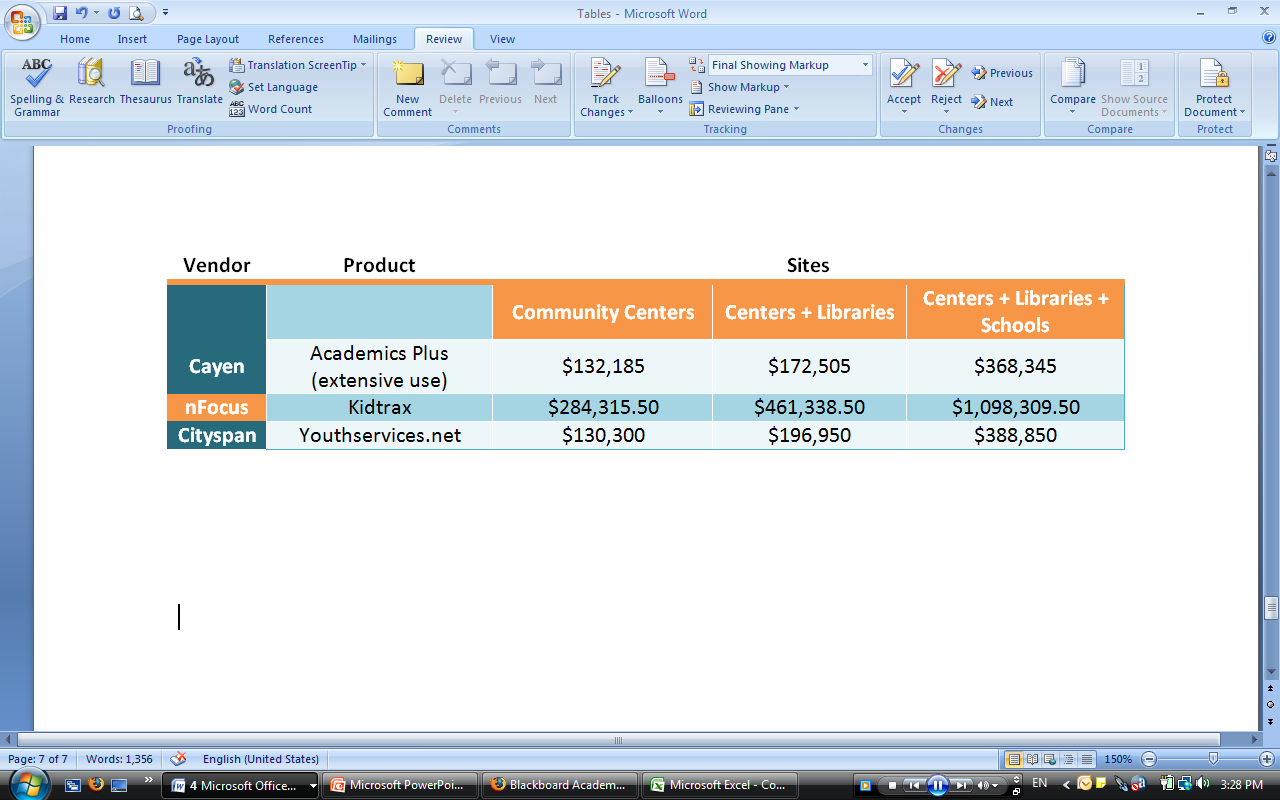 Tables - Microsoft Word
Home Insert Page Layout References Mailings Review View
ABC
Spelling & Grammar
Research
Thesaurus
Translate
Translation ScreenTip
Set Language
ABC 123 Word Count
Proofing
New Comment
Delete
Previous
Next
Comments
Track Changes
Balloons
Final Showing Markup
Show Markup
Reviewing Pane
Tracking
Accept
Reject
Previous
Next
Changes
Compare
Show Source Documents
Compare
Protect Document
Protect
Vendor Product Sites
Community Centers Centers + Libraries Centers + Libraries +
Schools
Cayen Academics Plus
(extensive use) $132,185 $172,505 $368,345
nFocus Kidtrax $284,315.50 $461,338.50 $1,098,309.50
Cityspan Youthservices.net $130,300 $196,950 $388,850
Page: 7 of 7 Words: 1,356 English (United States) 150%
4 Microsoft Office... Microsoft PowerPoi... Blackboard Academ... Microsoft Excel - Co... EN 3:28 PM